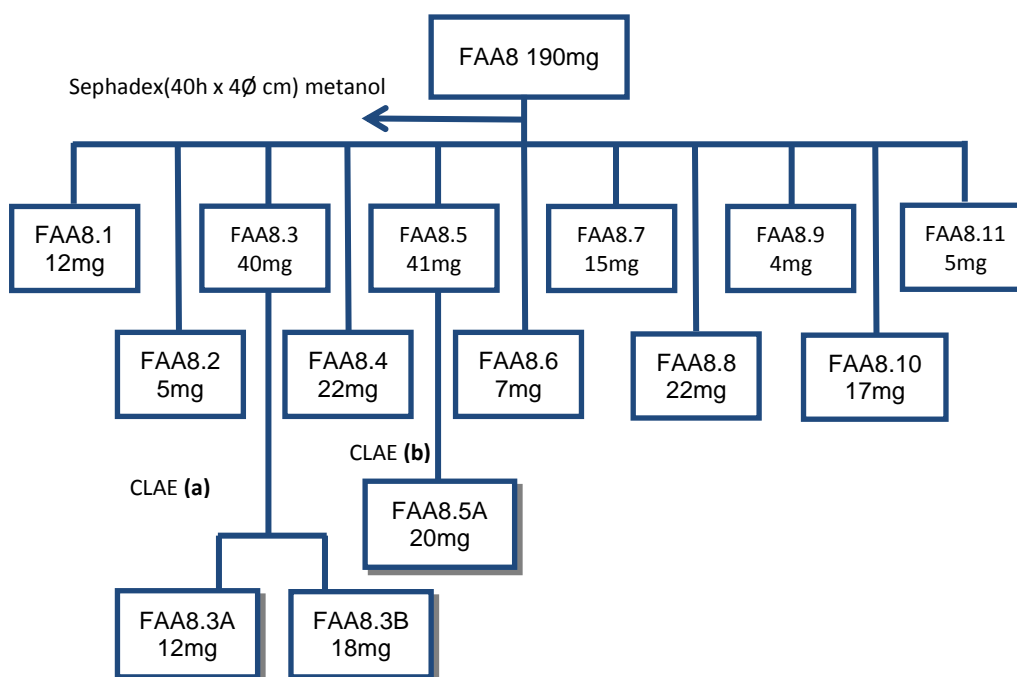 FAA8 190mg
Sephadex(40h x 4Ø cm) metanol
FAA8.1
12mg
FAA8.3
40mg
FAA8.5
41mg
FAA8.7
15mg
FAA8.9
4mg
FAA8.11
5mg
FAA8.2
5mg
FAA8.4
22mg
FAA8.6
7mg
FAA8.8
22mg
FAA8.10
17mg
CLAE (b)
CLAE (a)
FAA8.5A
20mg
FAA8.3A
12mg
FAA8.3B
18mg